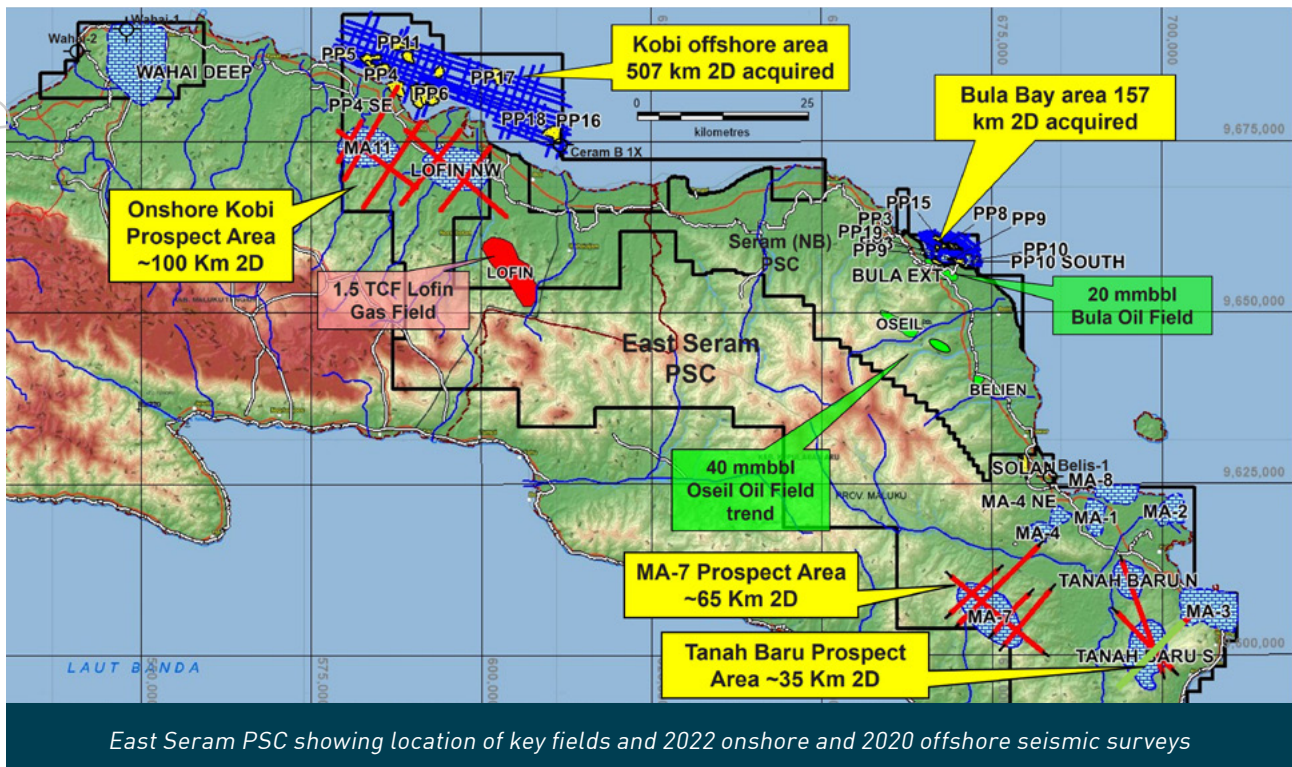 Wahai-1
Wahai-2
WAHAI DEEP
PP5
PP11
PP4
PP6
PP17
PP4 SE
PP18
PP16
Ceram B 1X
MA11
LOFIN NW
Kobi offshore area
507 km 2D acquired
0
25
kilometres
675,000
700,000
Bula Bay area 157
km 2D acquired
9,675,000
Onshore Kobi
Prospect Area
~100 Km 2D
1.5 TCF Lofin
Gas Field
LOFIN
Seram (NB)
PSC
PP15
PP3
PP19
PP9
PP8
PP9
PP10
PP10 SOUTH
BULA EXT
20 mmbbl
Bula Oil Field
9,650,000
OSEIL
East Seram
PSC
BELIEN
40 mmbbl
Oseil Oil Field
trend
PROV. MALUKU
SOLAN
Belis-1
9,625,000
MA-8
MA-4 NE
MA-1
MA-2
MA-4
MA-7 Prospect Area
~65 Km 2D
MA-7
TANAH BARU N
MA-3
Tanah Baru Prospect
Area ~35 Km 2D
TANAH BARU S
9,600,000
LAUT BANDA
575,000
600,000
East Seram PSC showing location of key fields and 2022 onshore and 2020 offshore seismic surveys